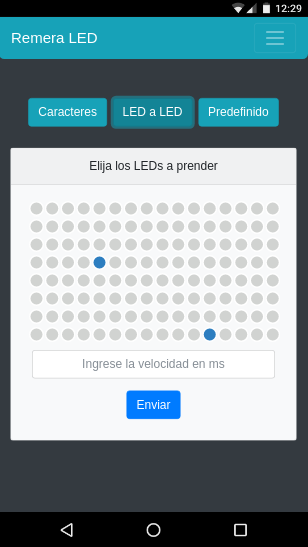 12:29
Remera LED
Caracteres LED a LED Predefinido
Elija los LEDs a prender
Ingrese la velocidad en ms
Enviar